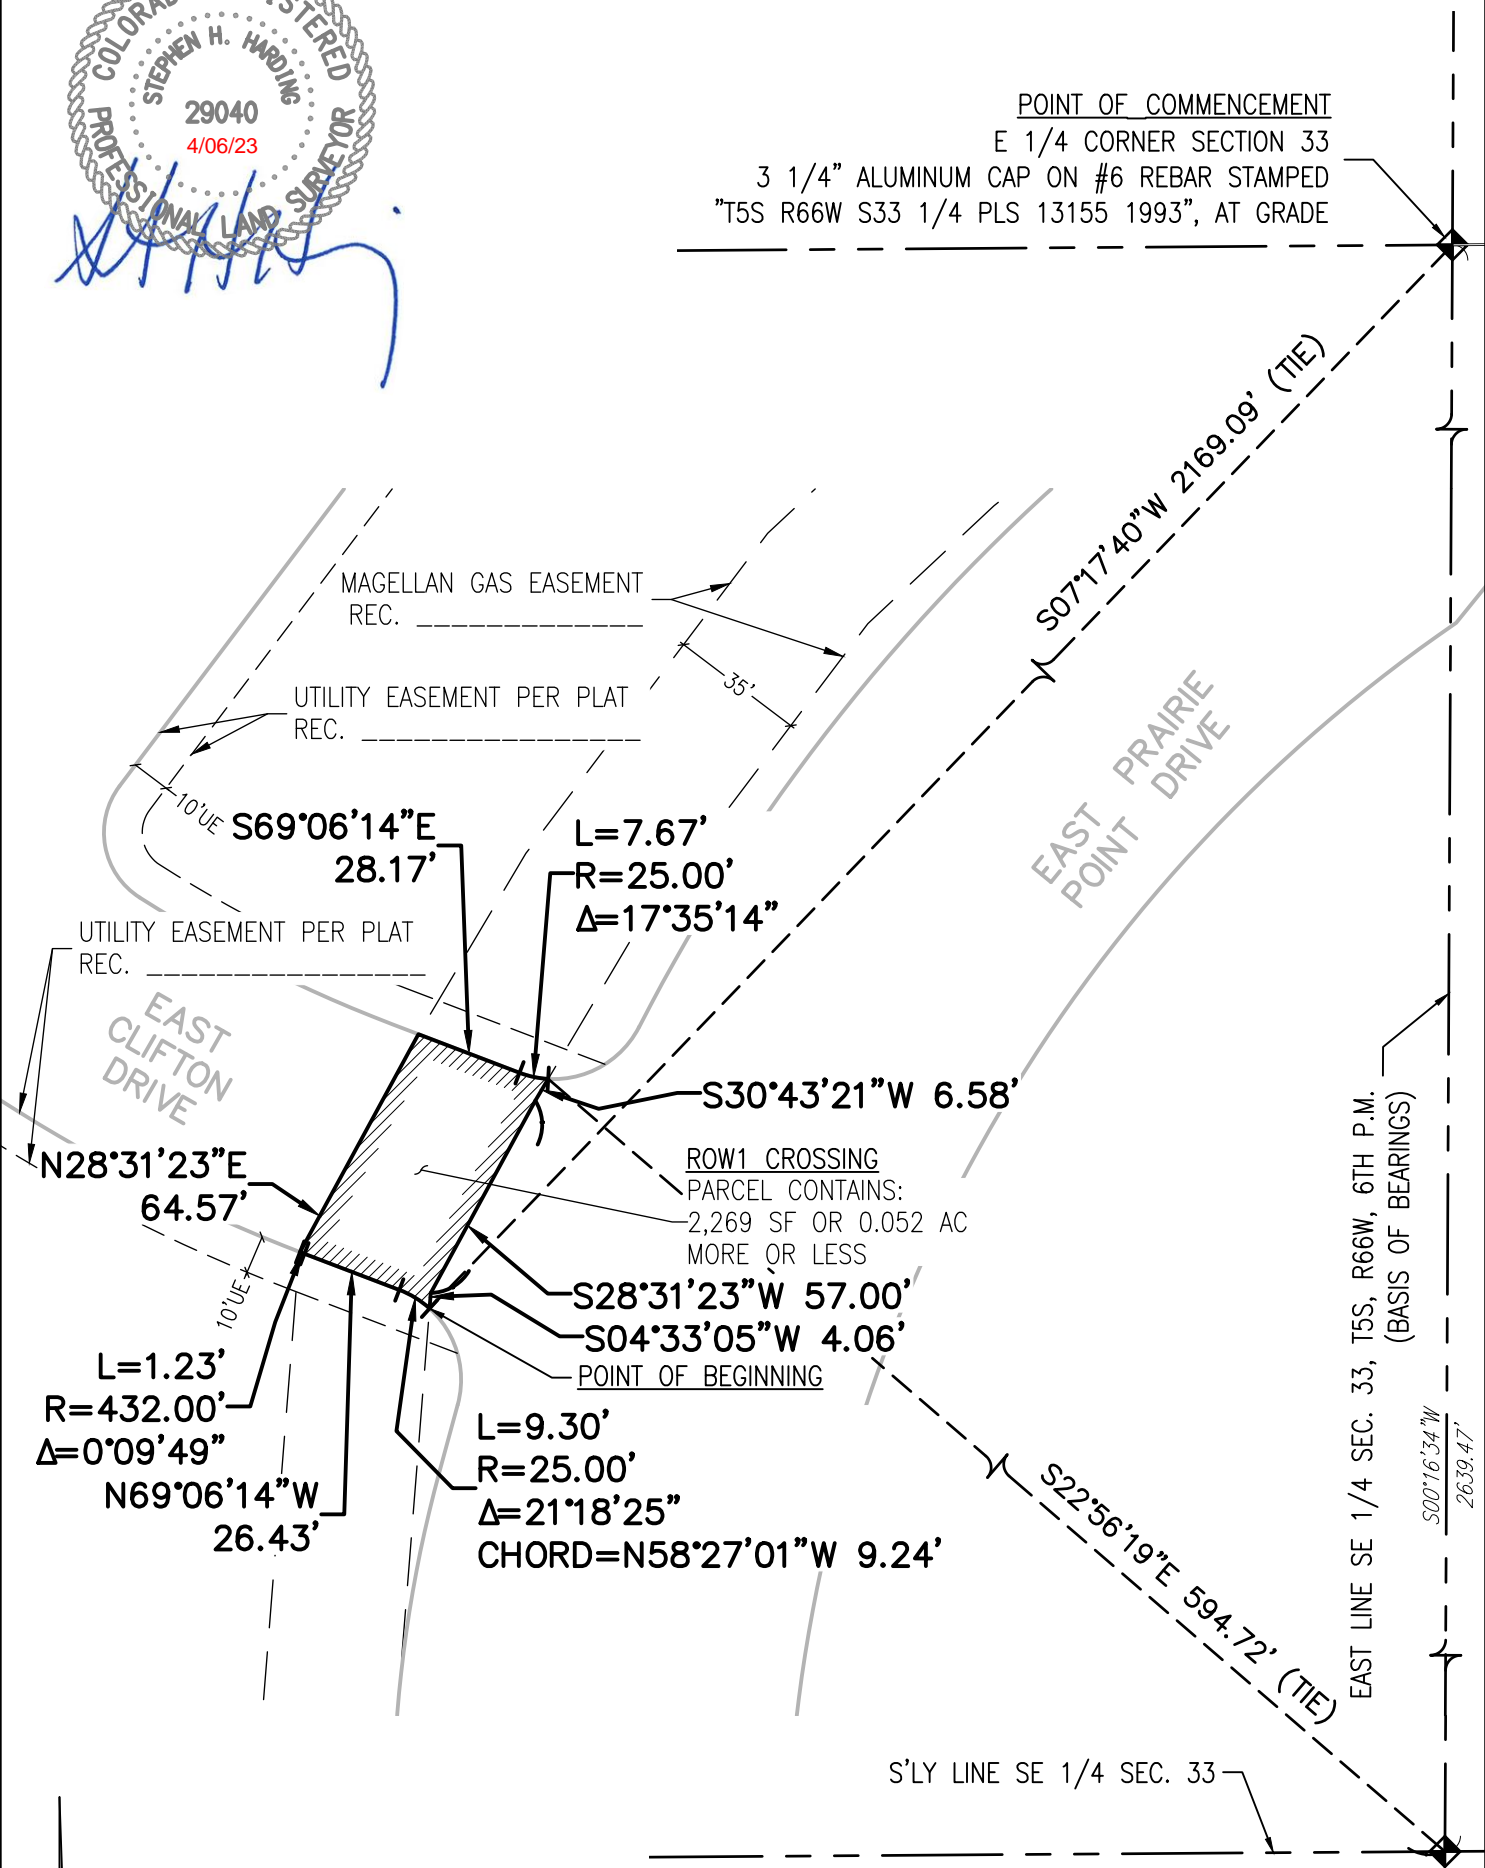 STEPHEN H. HARDING
29040
4/06/23
PROFESSIONAL LAND SURVEYOR
POINT OF COMMENCEMENT
E 1/4 CORNER SECTION 33
3 1/4" ALUMINUM CAP ON #6 REBAR STAMPED
"T5S R66W S33 1/4 PLS 13155 1993", AT GRADE
S07°17'40"W 2169.09' (TIE)
MAGELLAN GAS EASEMENT
REC. _____________
35'
UTILITY EASEMENT PER PLAT
REC. ________________
10'UE
EAST PRAIRIE
POINT DRIVE
S69°06'14"E
28.17'
L=7.67'
R=25.00'
Δ=17°35'14"
UTILITY EASEMENT PER PLAT
REC. ________________
EAST
CLIFTON
DRIVE
S30°43'21"W 6.58'
ROW1 CROSSING
PARCEL CONTAINS:
2,269 SF OR 0.052 AC
MORE OR LESS
N28°31'23"E
64.57'
10'UE
S28°31'23"W 57.00'
S04°33'05"W 4.06'
POINT OF BEGINNING
L=1.23'
R=432.00'
Δ=0°09'49"
N69°06'14"W
26.43'
L=9.30'
R=25.00'
Δ=21°18'25"
CHORD=N58°27'01"W 9.24'
S22°56'19"E 594.72' (TIE)
EAST LINE SE 1/4 SEC. 33, T5S, R66W, 6TH P.M.
(BASIS OF BEARINGS)
S00°16'34"W
2639.47'
S'LY LINE SE 1/4 SEC. 33